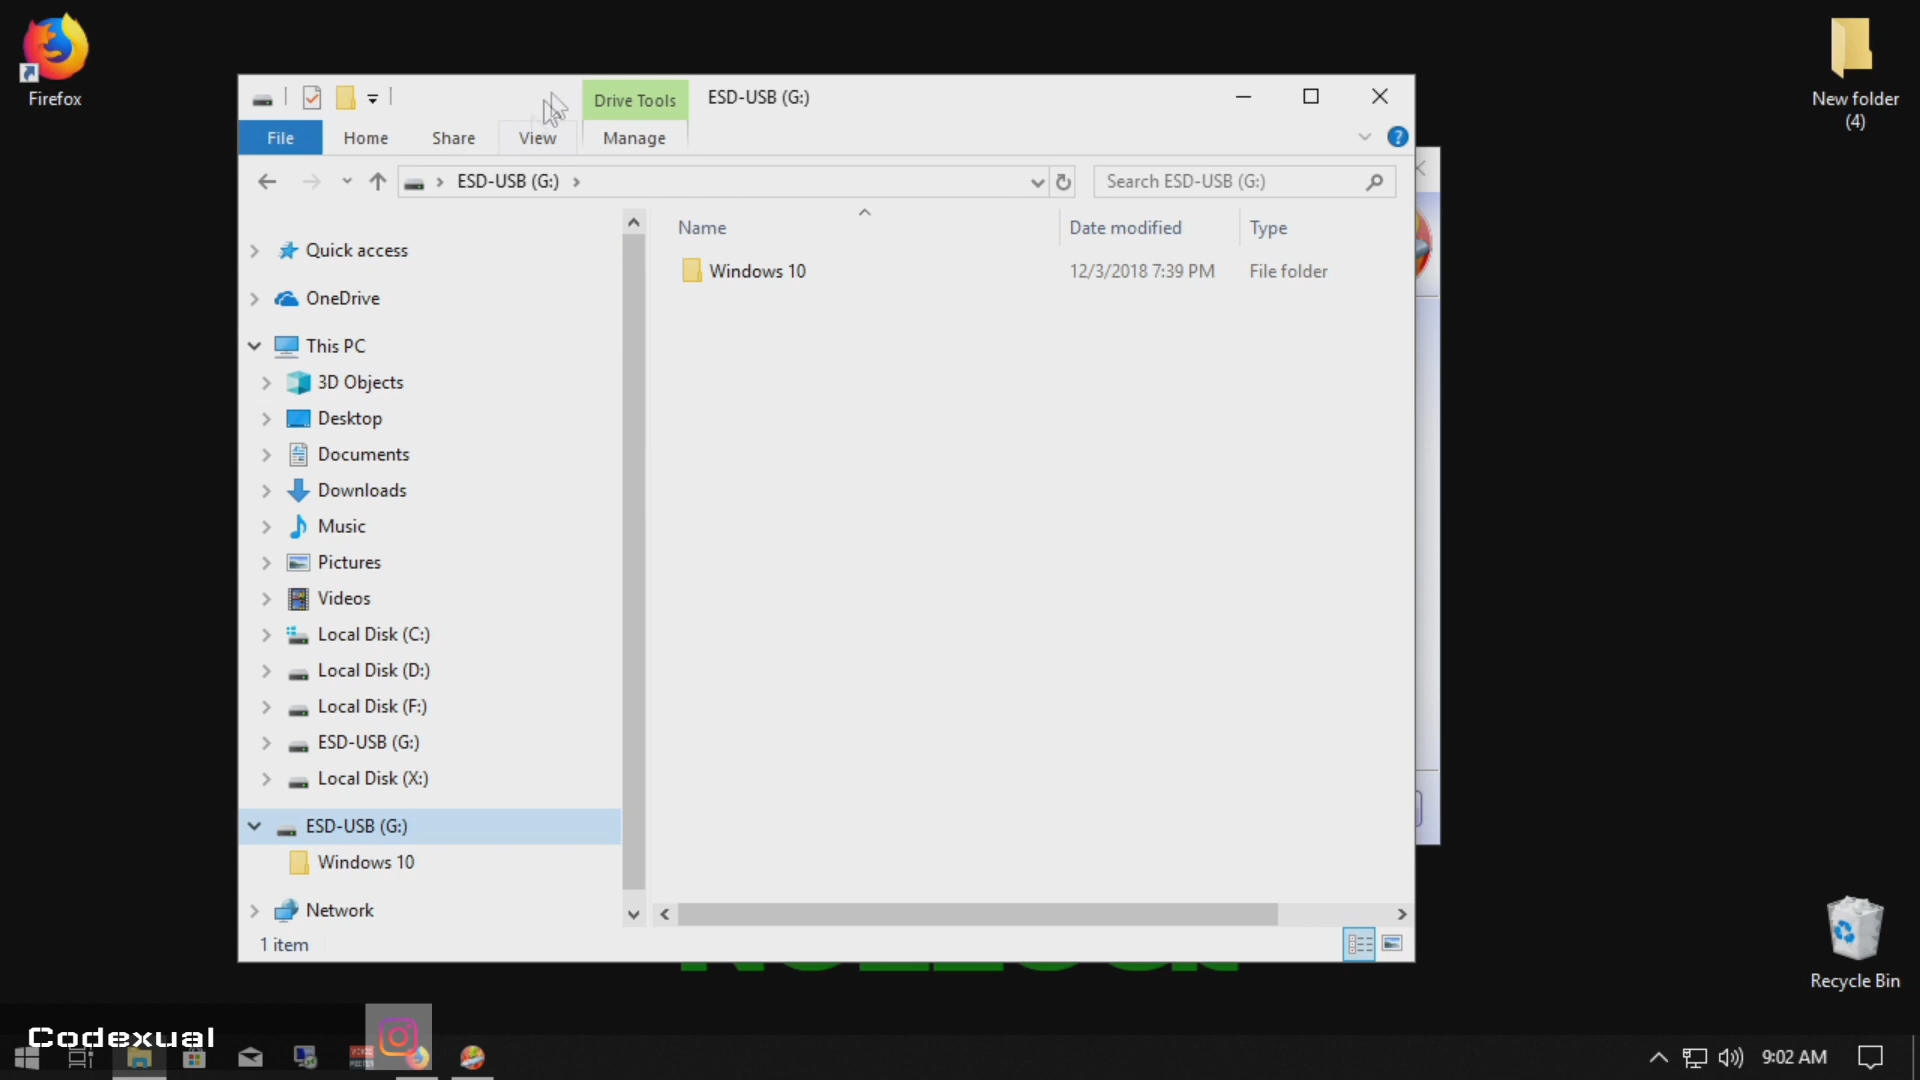 Firefox
New folder
(4)
Drive Tools
ESD-USB (G:)
File
Home
Share
View
Manage
?
ESD-USB (G:)
Search ESD-USB (G:)
Name
Date modified
Type
Windows 10
12/3/2018 7:39 PM
File folder
Quick access
OneDrive
This PC
3D Objects
Desktop
Documents
Downloads
Music
Pictures
Videos
Local Disk (C:)
Local Disk (D:)
Local Disk (F:)
ESD-USB (G:)
Local Disk (X:)
ESD-USB (G:)
Windows 10
Network
1 item
Recycle Bin
Codexual
9:02 AM